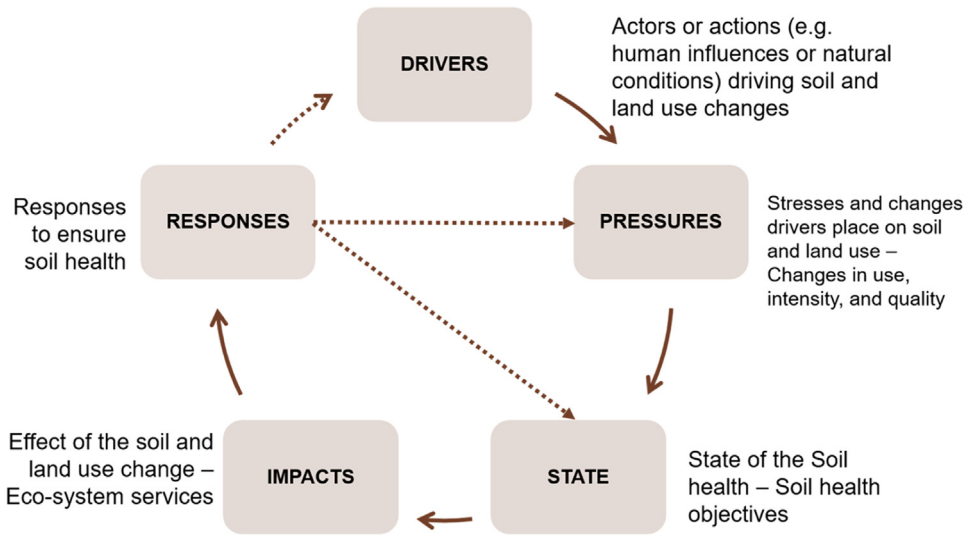 DRIVERS
Actors or actions (e.g.
human influences or natural
conditions) driving soil and
land use changes
RESPONSES
Responses
to ensure
soil health
PRESSURES
Stresses and changes
drivers place on soil
and land use –
Changes in use,
intensity, and quality
IMPACTS
Effect of the soil and
land use change –
Eco-system services
STATE
State of the Soil
health – Soil health
objectives